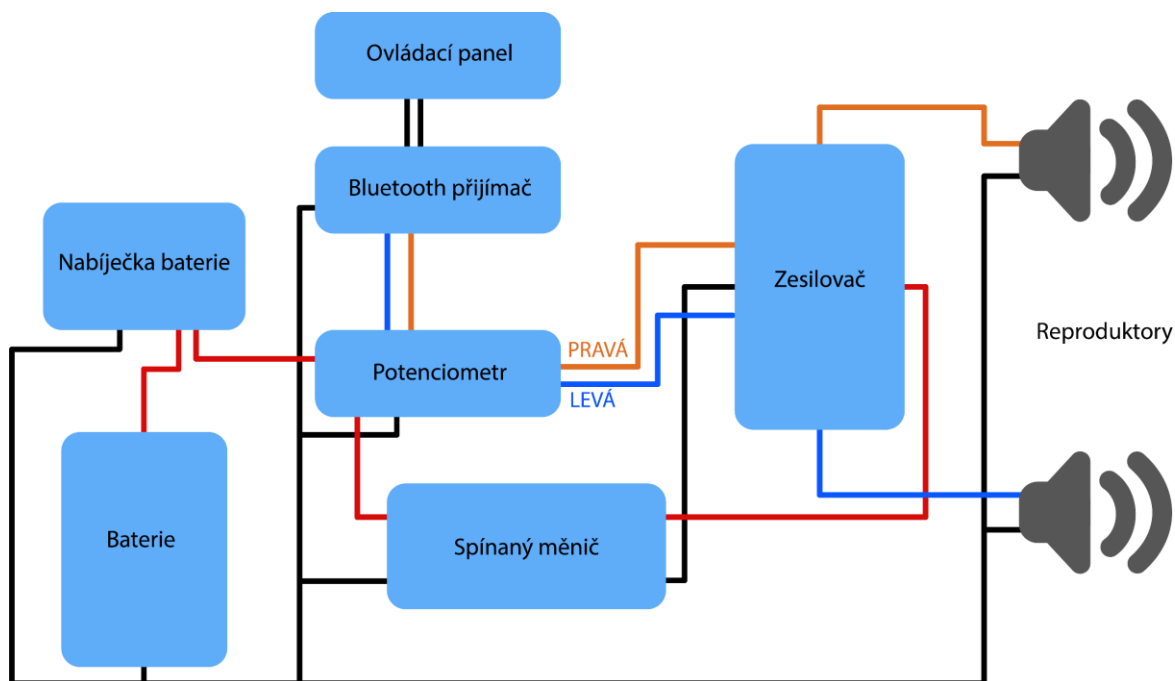 Ovládací panel
Bluetooth přijímač
Nabíječka baterie
Zesilovač
Reproduktory
PRAVÁ
Potenciometr
LEVÁ
Baterie
Spínaný měnič